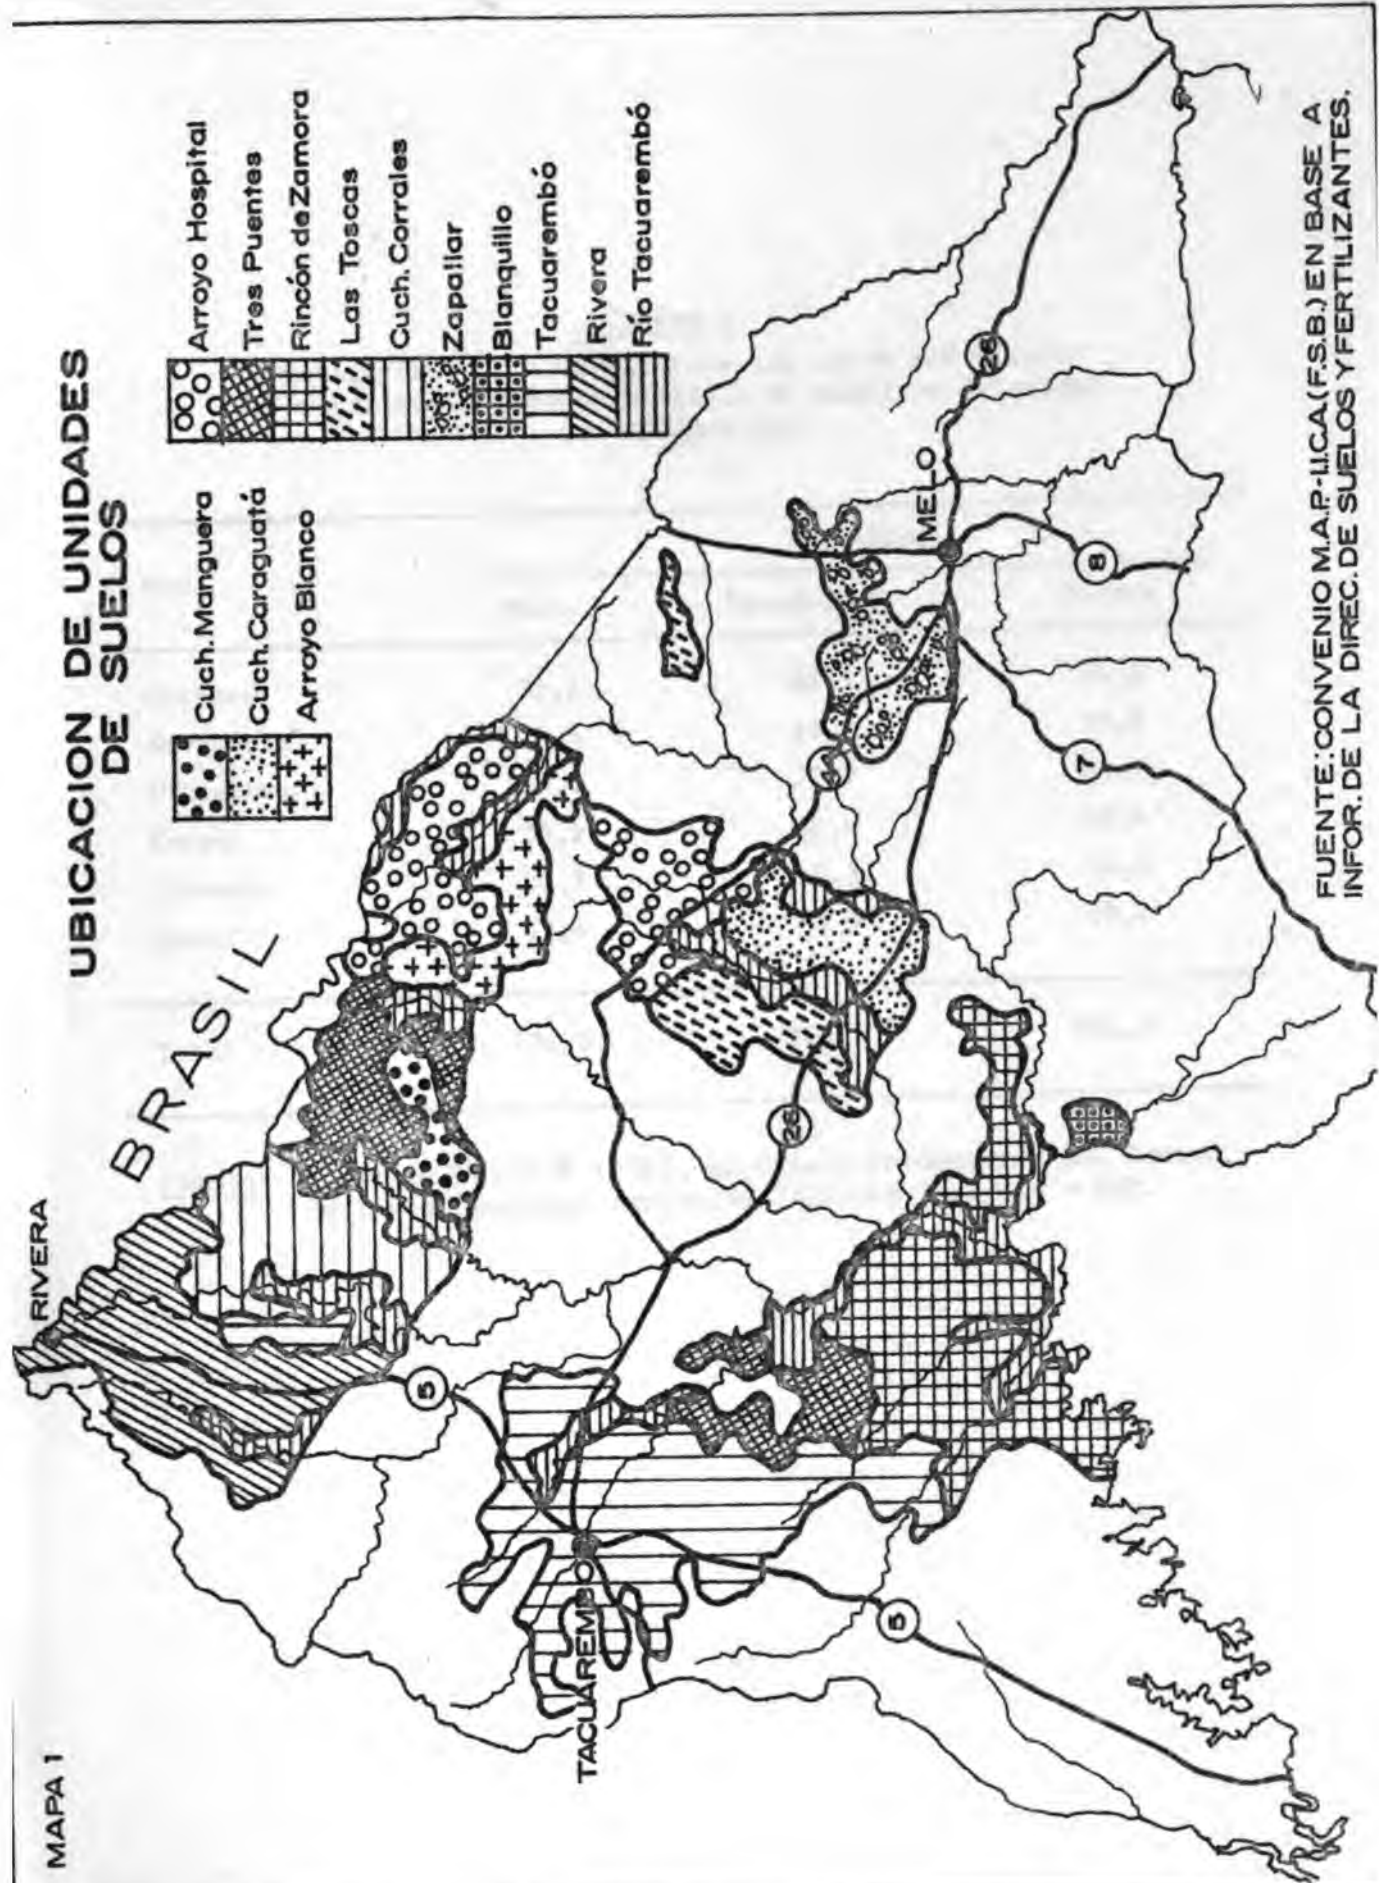 MAPA 1
UBICACION DE UNIDADES
DE SUELOS
Cuch. Manguera
Cuch. Caraguatá
Arroyo Blanco
Arroyo Hospital
Tres Puentes
Rincón de Zamora
Las Toscas
Cuch. Corrales
Zapallar
Blanquillo
Tacuarembó
Rivera
Río Tacuarembó
RIVERA
BRASIL
5
TACUAREMBO
26
MELO
26
8
7
5
FUENTE: CONVENIO M.A.P.-I.I.C.A.(F.S.B.) EN BASE A
INFOR. DE LA DIREC. DE SUELOS Y FERTILIZANTES.